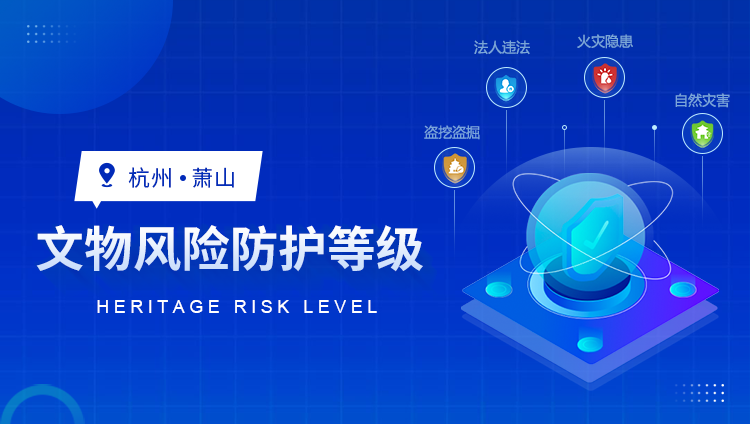 法人违法
火灾隐患
自然灾害
盗挖盗掘
杭州•萧山
文物风险防护等级
HERITAGE RISK LEVEL